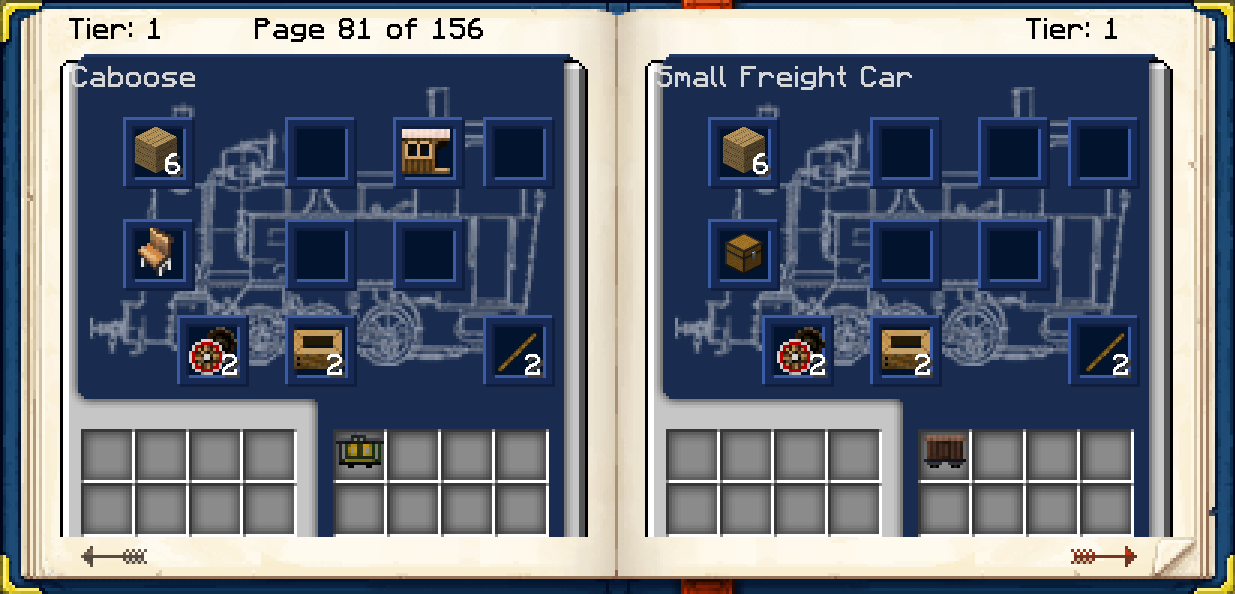 Tier: 1 Page 81 of 156
Caboose
6
2 2 2
Tier: 1
Small Freight Car
6
2 2 2